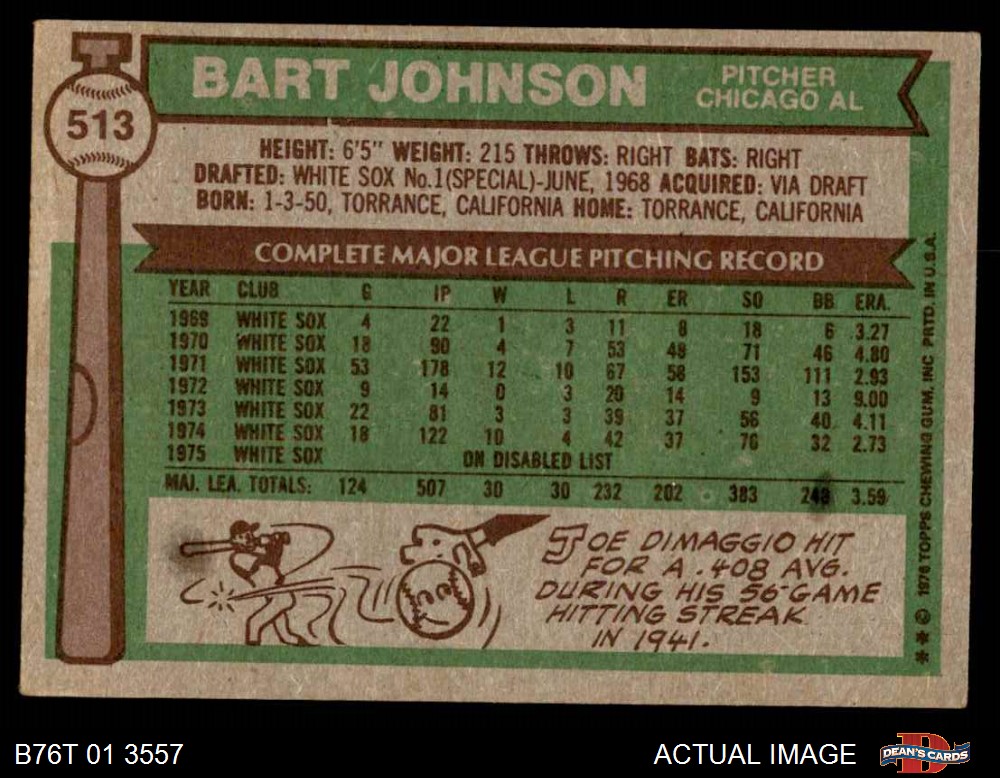 513
BART JOHNSON
PITCHER
CHICAGO AL
HEIGHT: 6'5" WEIGHT: 215 THROWS: RIGHT BATS: RIGHT
DRAFTED: WHITE SOX No.1(SPECIAL)-JUNE, 1968 ACQUIRED: VIA DRAFT
BORN: 1-3-50, TORRANCE, CALIFORNIA HOME: TORRANCE, CALIFORNIA
COMPLETE MAJOR LEAGUE PITCHING RECORD
YEAR CLUB G IP W L R ER SO BB ERA.
1969 WHITE SOX 4 22 1 3 11 8 18 6 3.27
1970 WHITE SOX 18 90 4 7 53 48 71 46 4.80
1971 WHITE SOX 53 178 12 10 67 58 153 111 2.93
1972 WHITE SOX 9 14 0 3 20 14 9 13 9.00
1973 WHITE SOX 22 81 3 3 39 37 56 40 4.11
1974 WHITE SOX 18 122 10 4 42 37 76 32 2.73
1975 WHITE SOX ON DISABLED LIST
MAJ. LEA. TOTALS: 124 507 30 30 232 202 383 248 3.59
JOE DIMAGGIO HIT
FOR A .408 AVG.
DURING HIS 56-GAME
HITTING STREAK
IN 1941.
** © 1976 TOPPS CHEWING GUM, INC PRTD. IN U.S.A.
B76T 01 3557
ACTUAL IMAGE
DEAN'S CARDS